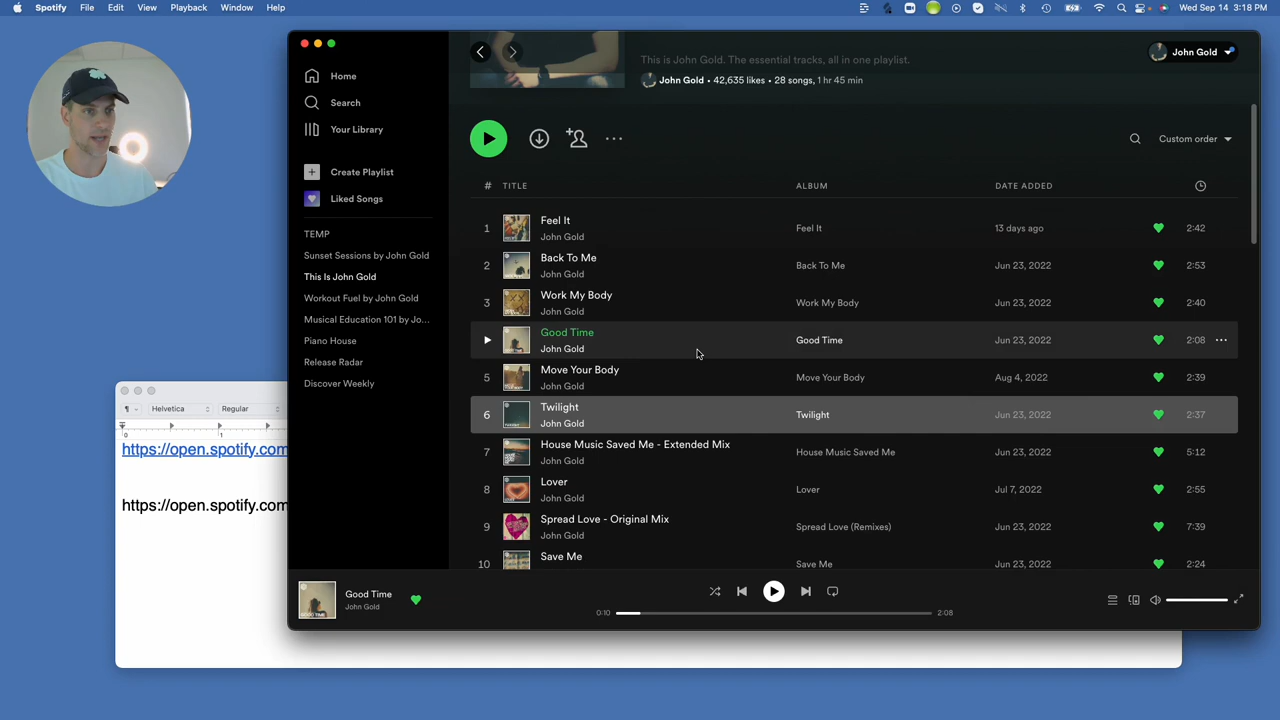 Spotify File Edit View Playback Window Help
Wed Sep 14 3:18 PM
This is John Gold. The essential tracks, all in one playlist.
John Gold
John Gold • 42,635 likes • 28 songs, 1 hr 45 min
Home
Search
Your Library
Create Playlist
Liked Songs
TEMP
Sunset Sessions by John Gold
This Is John Gold
Workout Fuel by John Gold
Musical Education 101 by Jo...
Piano House
Release Radar
Discover Weekly
Custom order
# TITLE ALBUM DATE ADDED
1 Feel It Feel It 13 days ago 2:42
John Gold
2 Back To Me Back To Me Jun 23, 2022 2:53
John Gold
3 Work My Body Work My Body Jun 23, 2022 2:40
John Gold
Good Time Good Time Jun 23, 2022 2:08
John Gold
5 Move Your Body Move Your Body Aug 4, 2022 2:39
John Gold
6 Twilight Twilight Jun 23, 2022 2:37
John Gold
7 House Music Saved Me - Extended Mix House Music Saved Me Jun 23, 2022 5:12
John Gold
8 Lover Lover Jul 7, 2022 2:55
John Gold
9 Spread Love - Original Mix Spread Love (Remixes) Jun 23, 2022 7:39
John Gold
10 Save Me Save Me Jun 23, 2022 2:24
Helvetica Regular
0 1
https://open.spotify.com
https://open.spotify.com
Good Time
John Gold
0:10 2:08